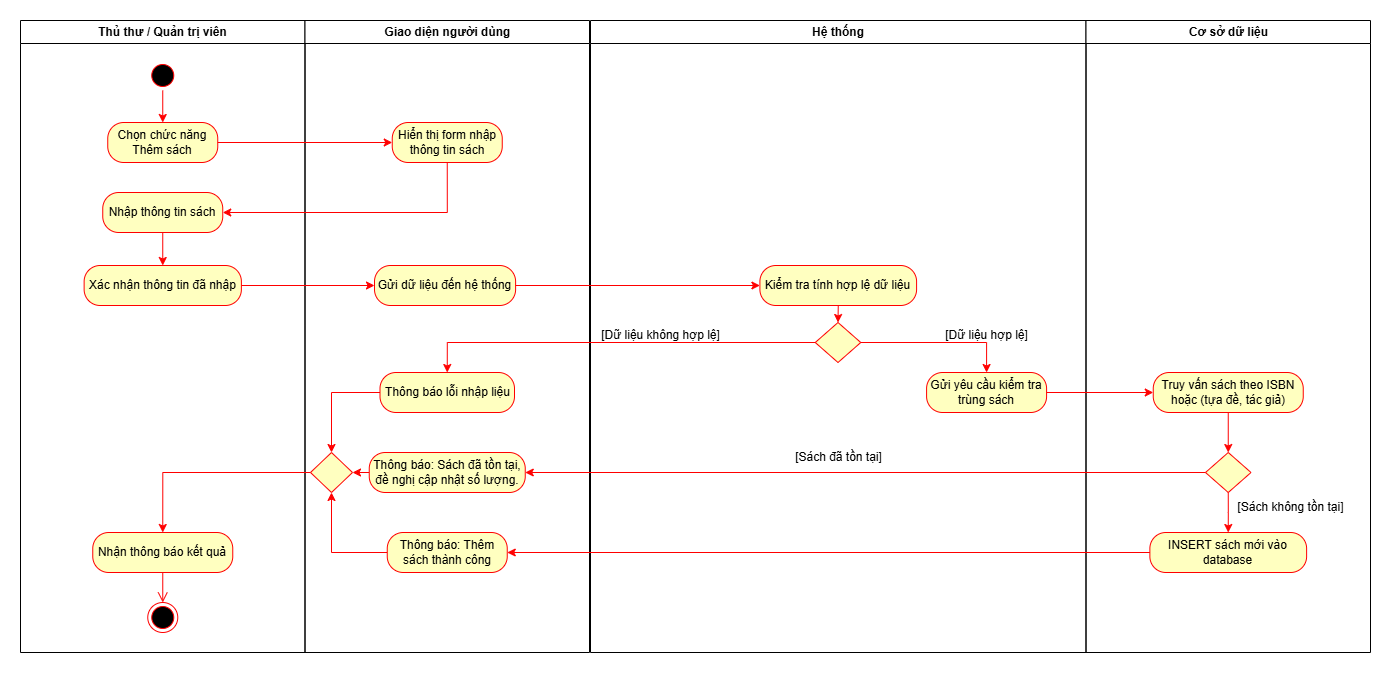 Thủ thư / Quản trị viên
Giao diện người dùng
Hệ thống
Cơ sở dữ liệu
Chọn chức năng
Thêm sách
Hiển thị form nhập
thông tin sách
Nhập thông tin sách
Xác nhận thông tin đã nhập
Gửi dữ liệu đến hệ thống
Kiểm tra tính hợp lệ dữ liệu
[Dữ liệu không hợp lệ]
[Dữ liệu hợp lệ]
Thông báo lỗi nhập liệu
Gửi yêu cầu kiểm tra
trùng sách
Truy vấn sách theo ISBN
hoặc (tựa đề, tác giả)
[Sách đã tồn tại]
Thông báo: Sách đã tồn tại,
đề nghị cập nhật số lượng.
[Sách không tồn tại]
Nhận thông báo kết quả
Thông báo: Thêm
sách thành công
INSERT sách mới vào
database